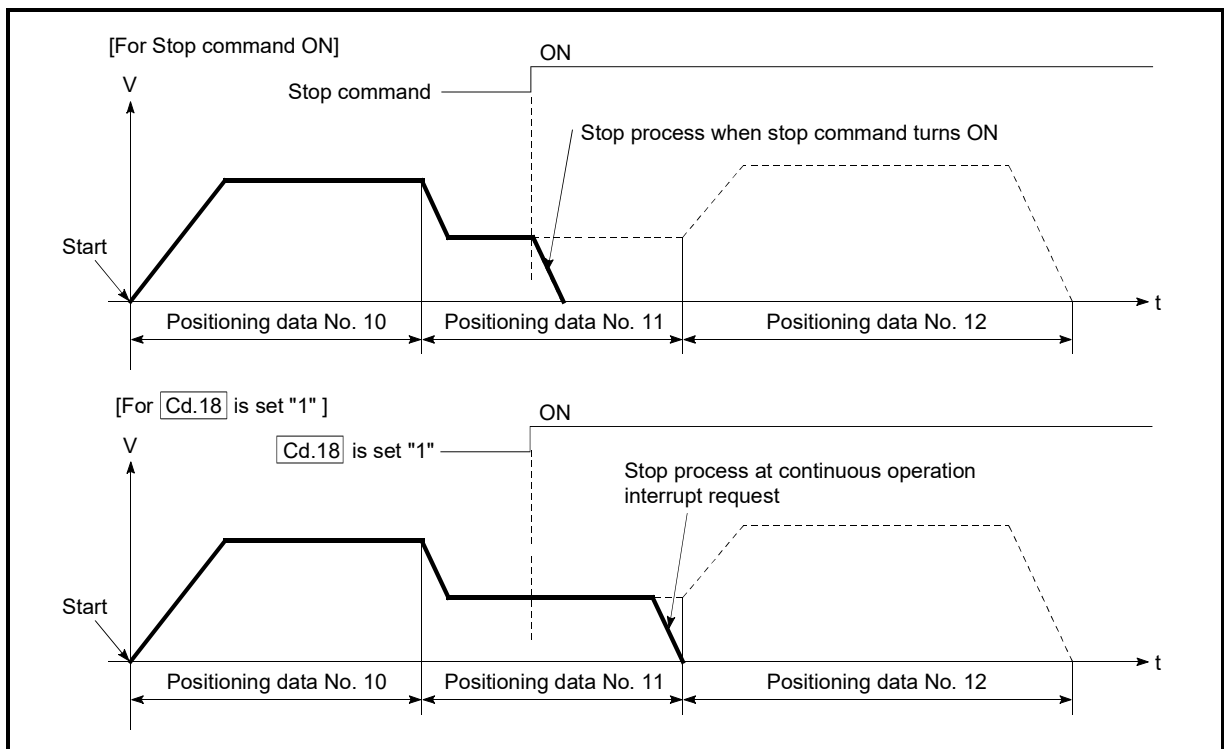 [For Stop command ON]
ON
V
Stop command
Stop process when stop command turns ON
Start
t
Positioning data No. 10
Positioning data No. 11
Positioning data No. 12
[For Cd.18 is set "1" ]
ON
V
Cd.18 is set "1"
Stop process at continuous operation
interrupt request
Start
t
Positioning data No. 10
Positioning data No. 11
Positioning data No. 12